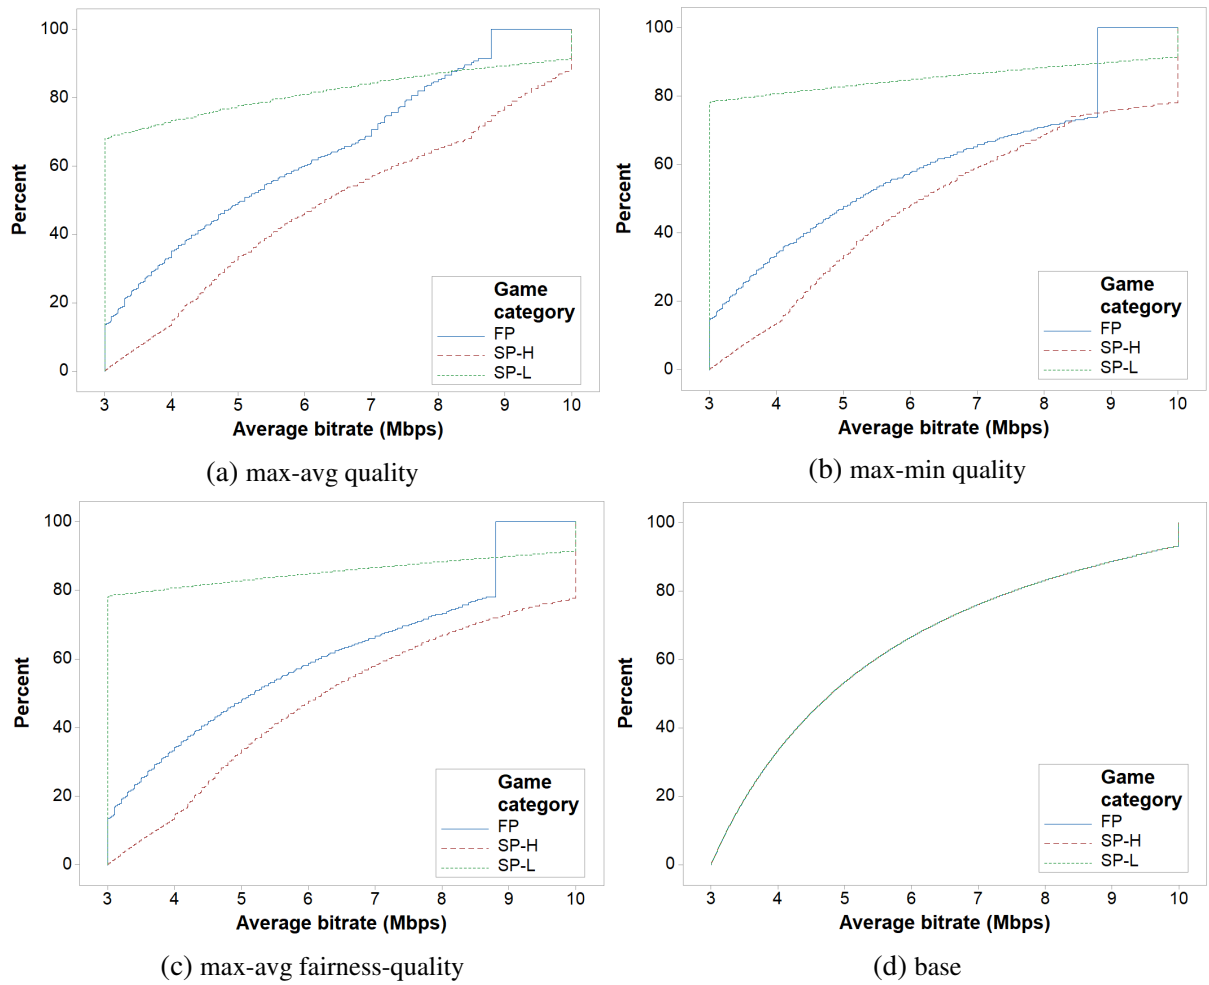 100
80
60
40
20
0
Percent
Game
category
FP
SP-H
SP-L
3 4 5 6 7 8 9 10
Average bitrate (Mbps)
(a) max-avg quality
100
80
60
40
20
0
Percent
Game
category
FP
SP-H
SP-L
3 4 5 6 7 8 9 10
Average bitrate (Mbps)
(b) max-min quality
100
80
60
40
20
0
Percent
Game
category
FP
SP-H
SP-L
3 4 5 6 7 8 9 10
Average bitrate (Mbps)
(c) max-avg fairness-quality
100
80
60
40
20
0
Percent
Game
category
FP
SP-H
SP-L
3 4 5 6 7 8 9 10
Average bitrate (Mbps)
(d) base